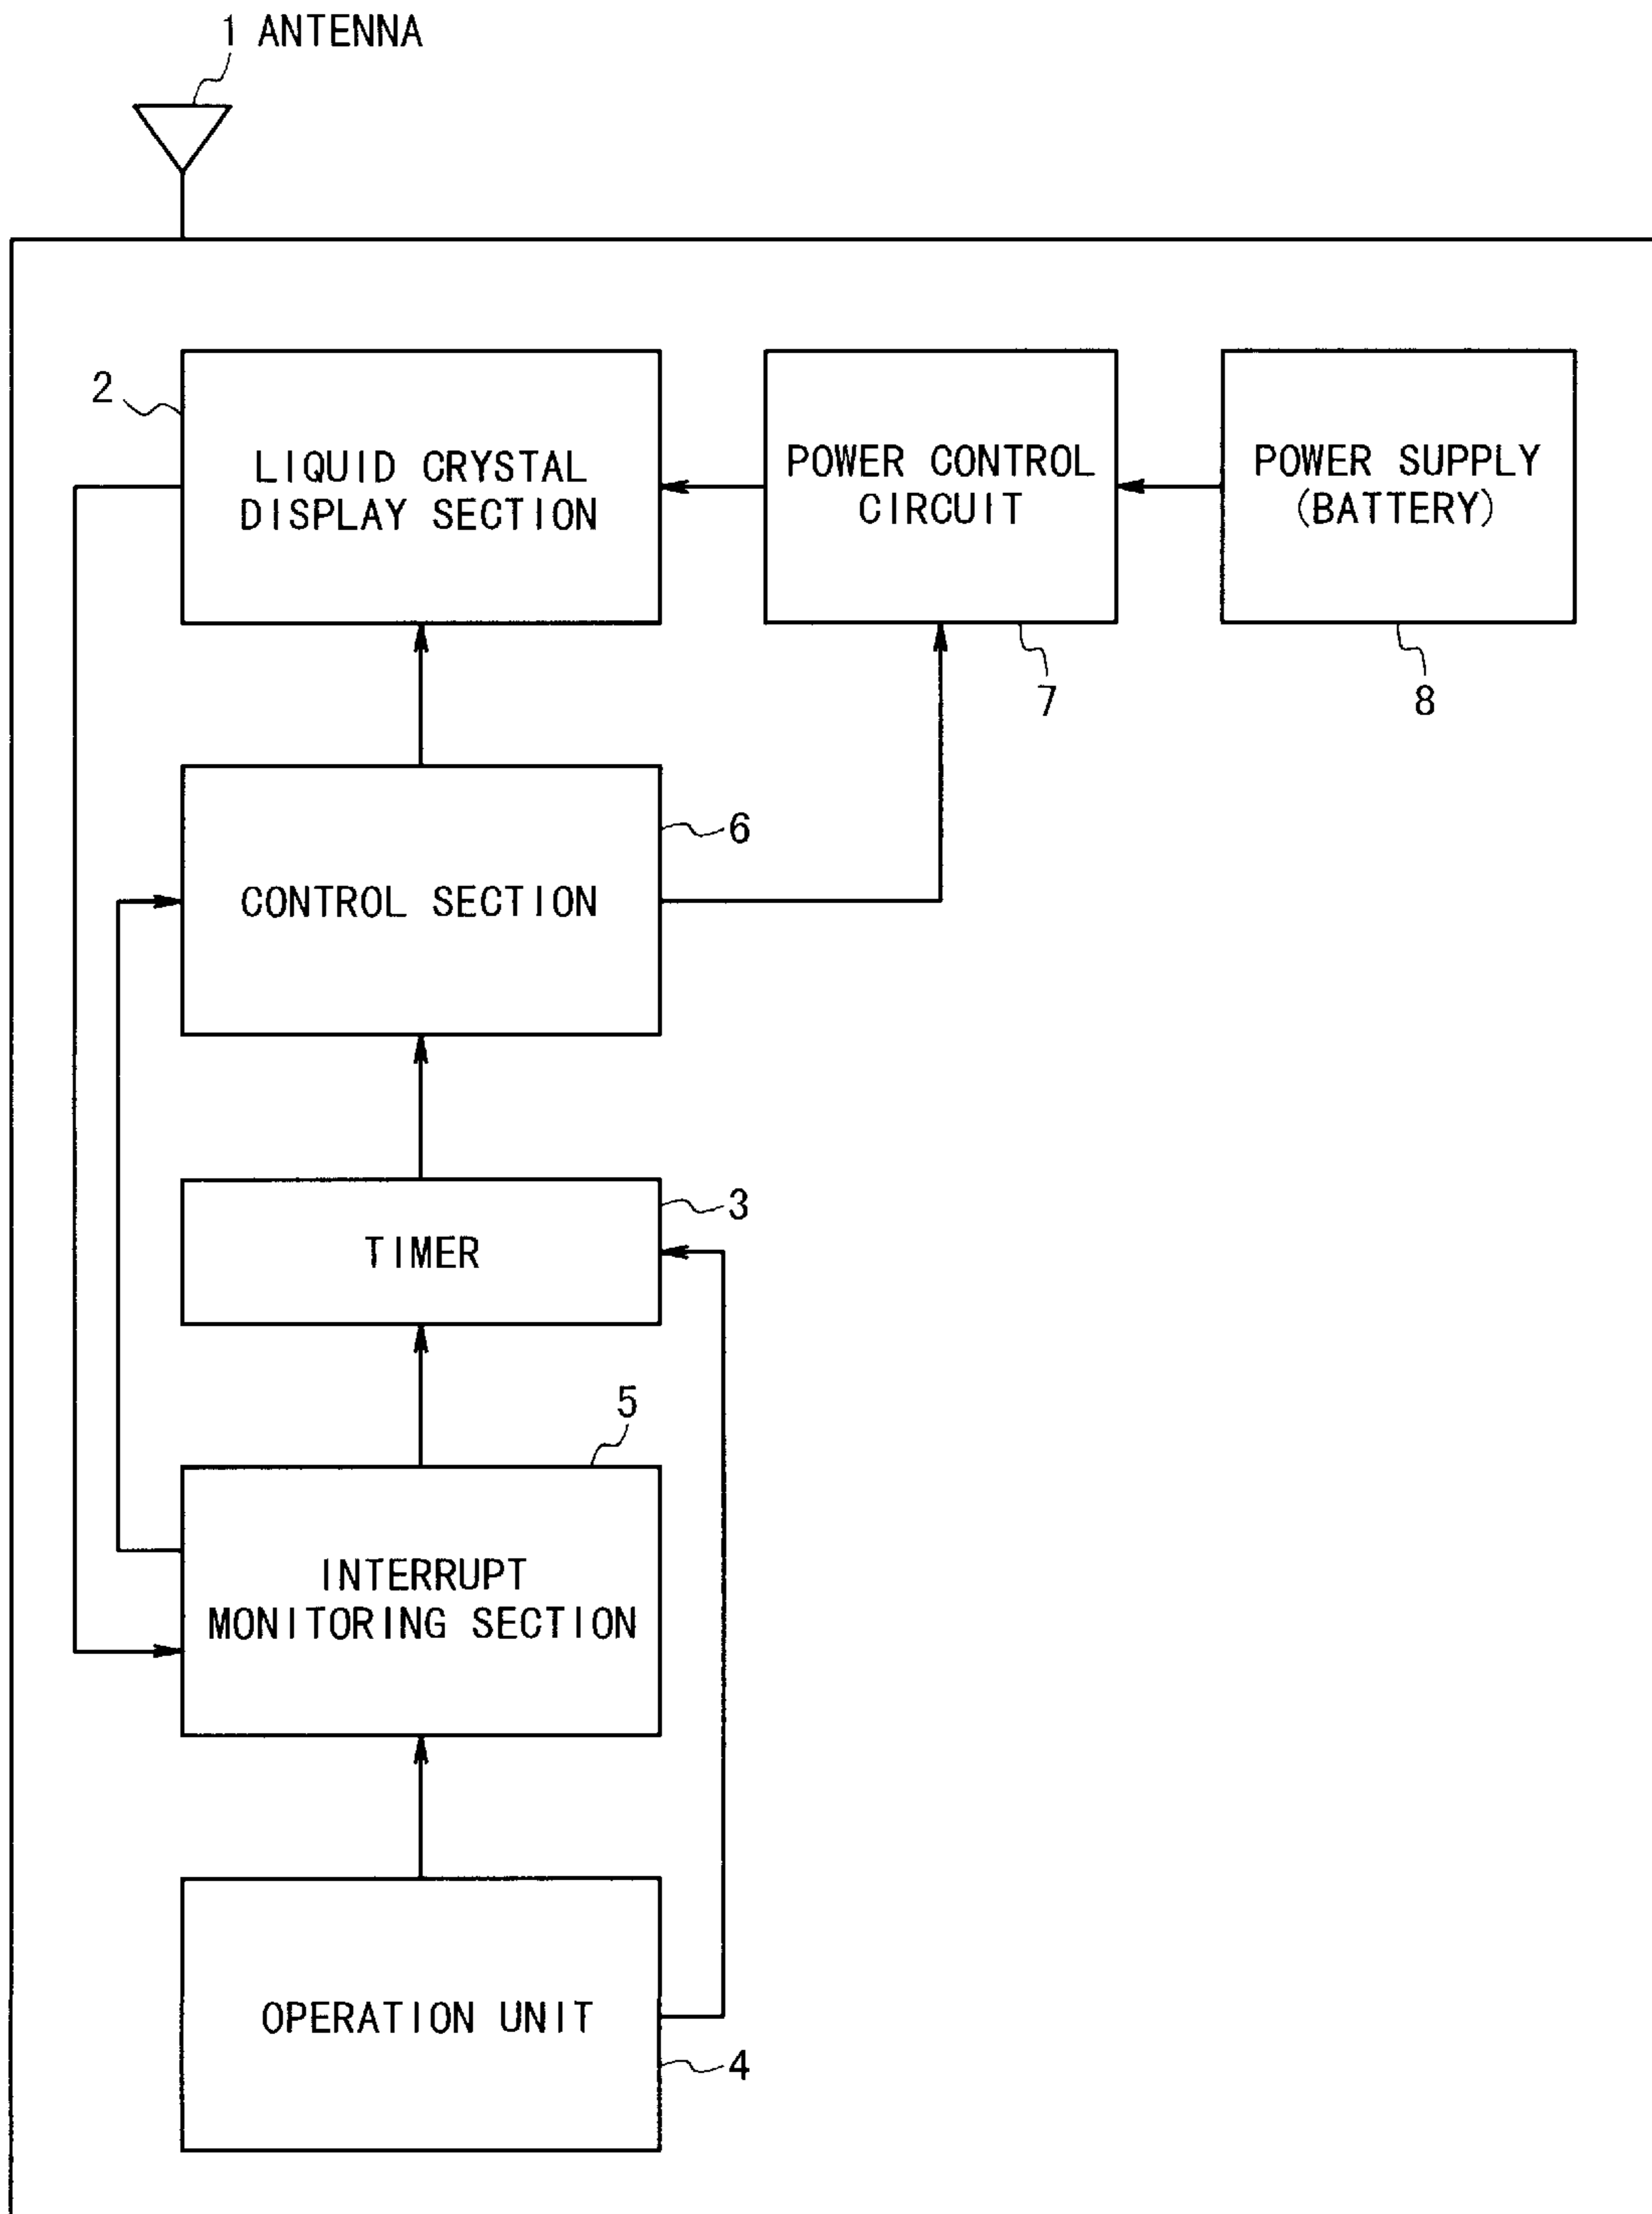 1 ANTENNA
2
LIQUID CRYSTAL
DISPLAY SECTION
POWER CONTROL
CIRCUIT
7
POWER SUPPLY
(BATTERY)
8
6
CONTROL SECTION
3
TIMER
5
INTERRUPT
MONITORING SECTION
OPERATION UNIT
4